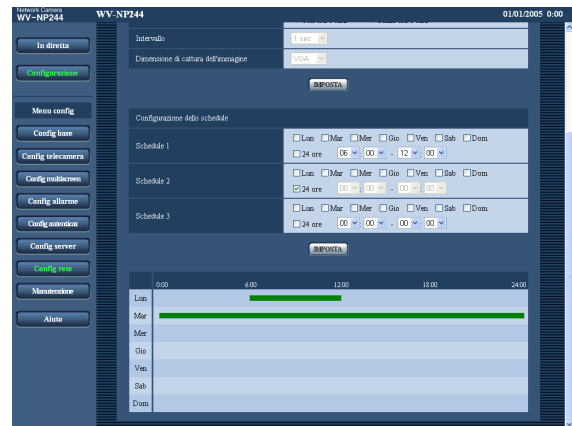 Network Camera
WV-NP244
WV-NP244
01/01/2005 0:00
In diretta
Configurazione
Menu config
Config base
Config telecamera
Config multiscreen
Config allarme
Config autenticaz
Config server
Config rete
Manutenzione
Aiuto
Intervallo
1 sec
Dimensione di cattura dell'immagine
VGA
IMPOSTA
Configurazione dello schedule
Schedule 1
Lun Mar Mer Gio Ven Sab Dom
24 ore 06 : 00 - 12 : 00
Schedule 2
Lun Mar Mer Gio Ven Sab Dom
24 ore 00 : 00 - 00 : 00
Schedule 3
Lun Mar Mer Gio Ven Sab Dom
24 ore 00 : 00 - 00 : 00
IMPOSTA
0:00 6:00 12:00 18:00 24:00
Lun
Mar
Mer
Gio
Ven
Sab
Dom